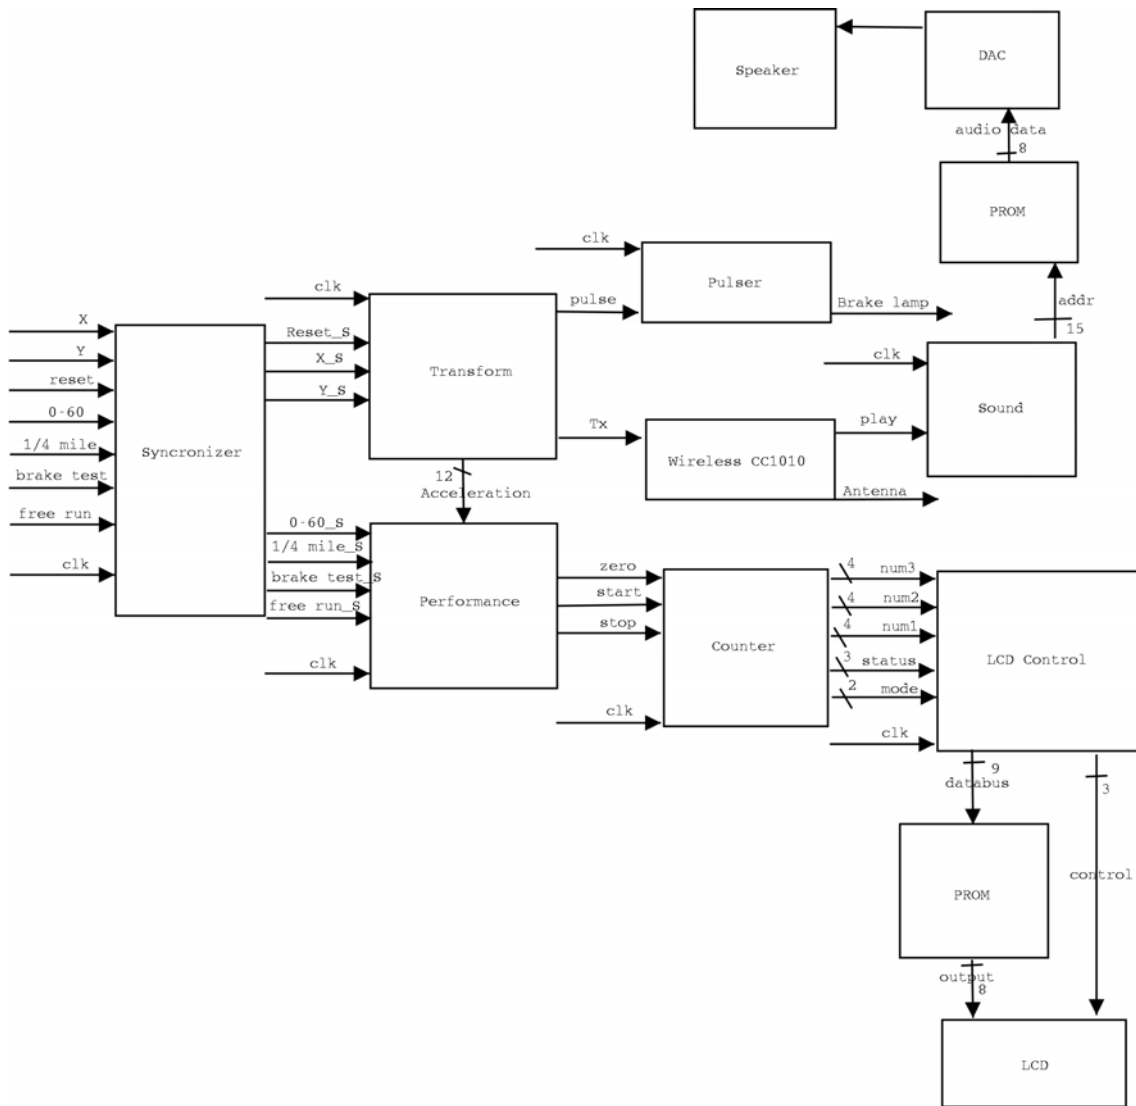 Speaker
DAC
audio data
8
PROM
addr
15
clk
Pulser
pulse
Brake lamp
clk
Reset_S
X_S
Y_S
Transform
X
Y
reset
0-60
1/4 mile
brake test
free run
clk
Syncronizer
clk
play
Sound
Tx
Wireless CC1010
Antenna
12
Acceleration
0-60_S
1/4 mile_S
brake test_S
free run_S
clk
Performance
zero
start
stop
clk
Counter
4
num3
4
num2
4
num1
3
status
2
mode
clk
LCD Control
9
databus
3
control
PROM
output
8
LCD